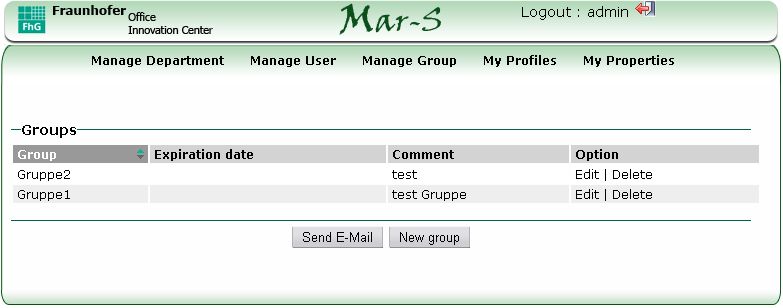 Fraunhofer Office Mar-S Logout : admin
FhG Innovation Center
Manage Department Manage User Manage Group My Profiles My Properties
Groups
Group Expiration date Comment Option
Gruppe2 test Edit | Delete
Gruppe1 test Gruppe Edit | Delete
Send E-Mail New group